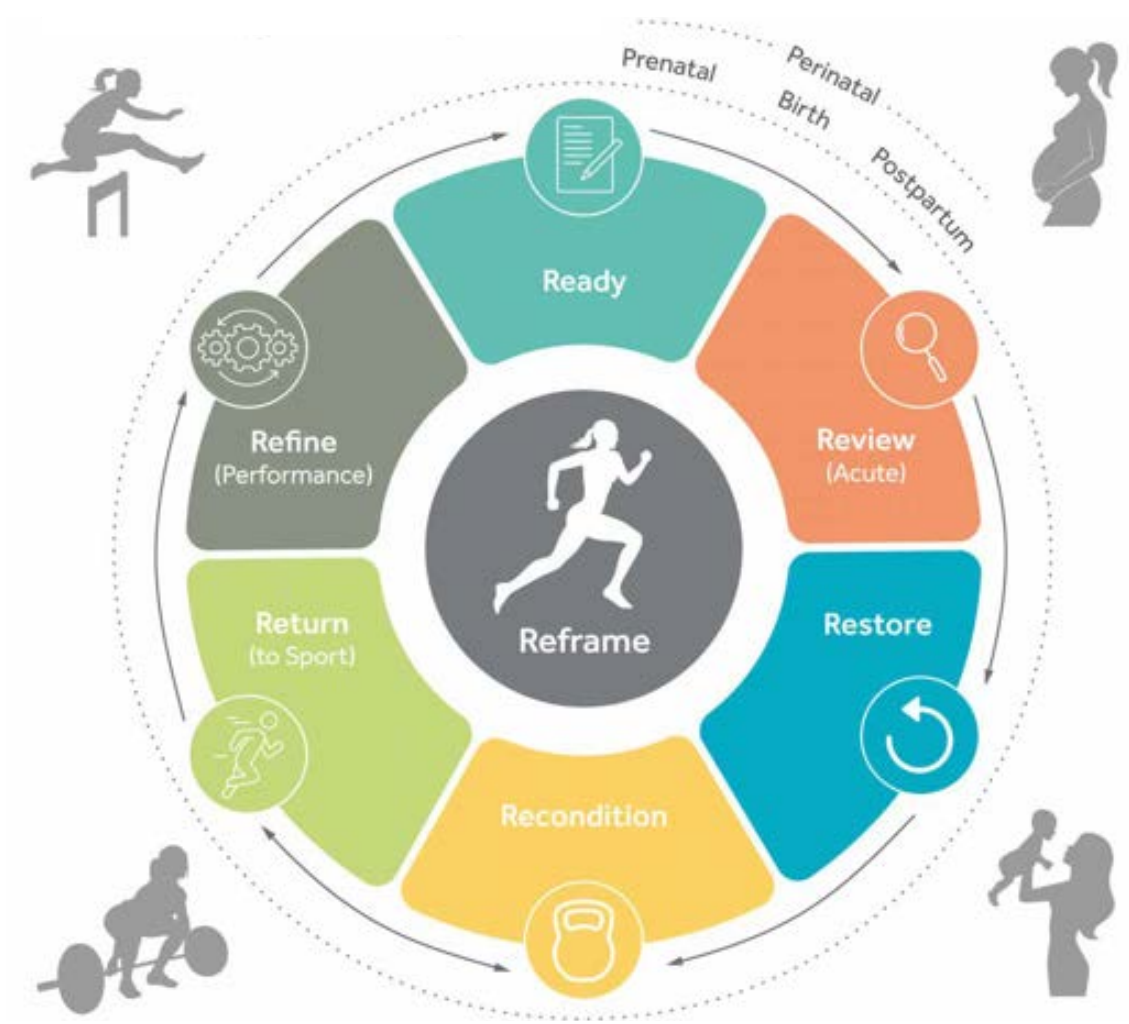 Prenatal
Perinatal
Birth
Postpartum
Ready
Review
(Acute)
Restore
Recondition
Return
(to Sport)
Refine
(Performance)
Reframe